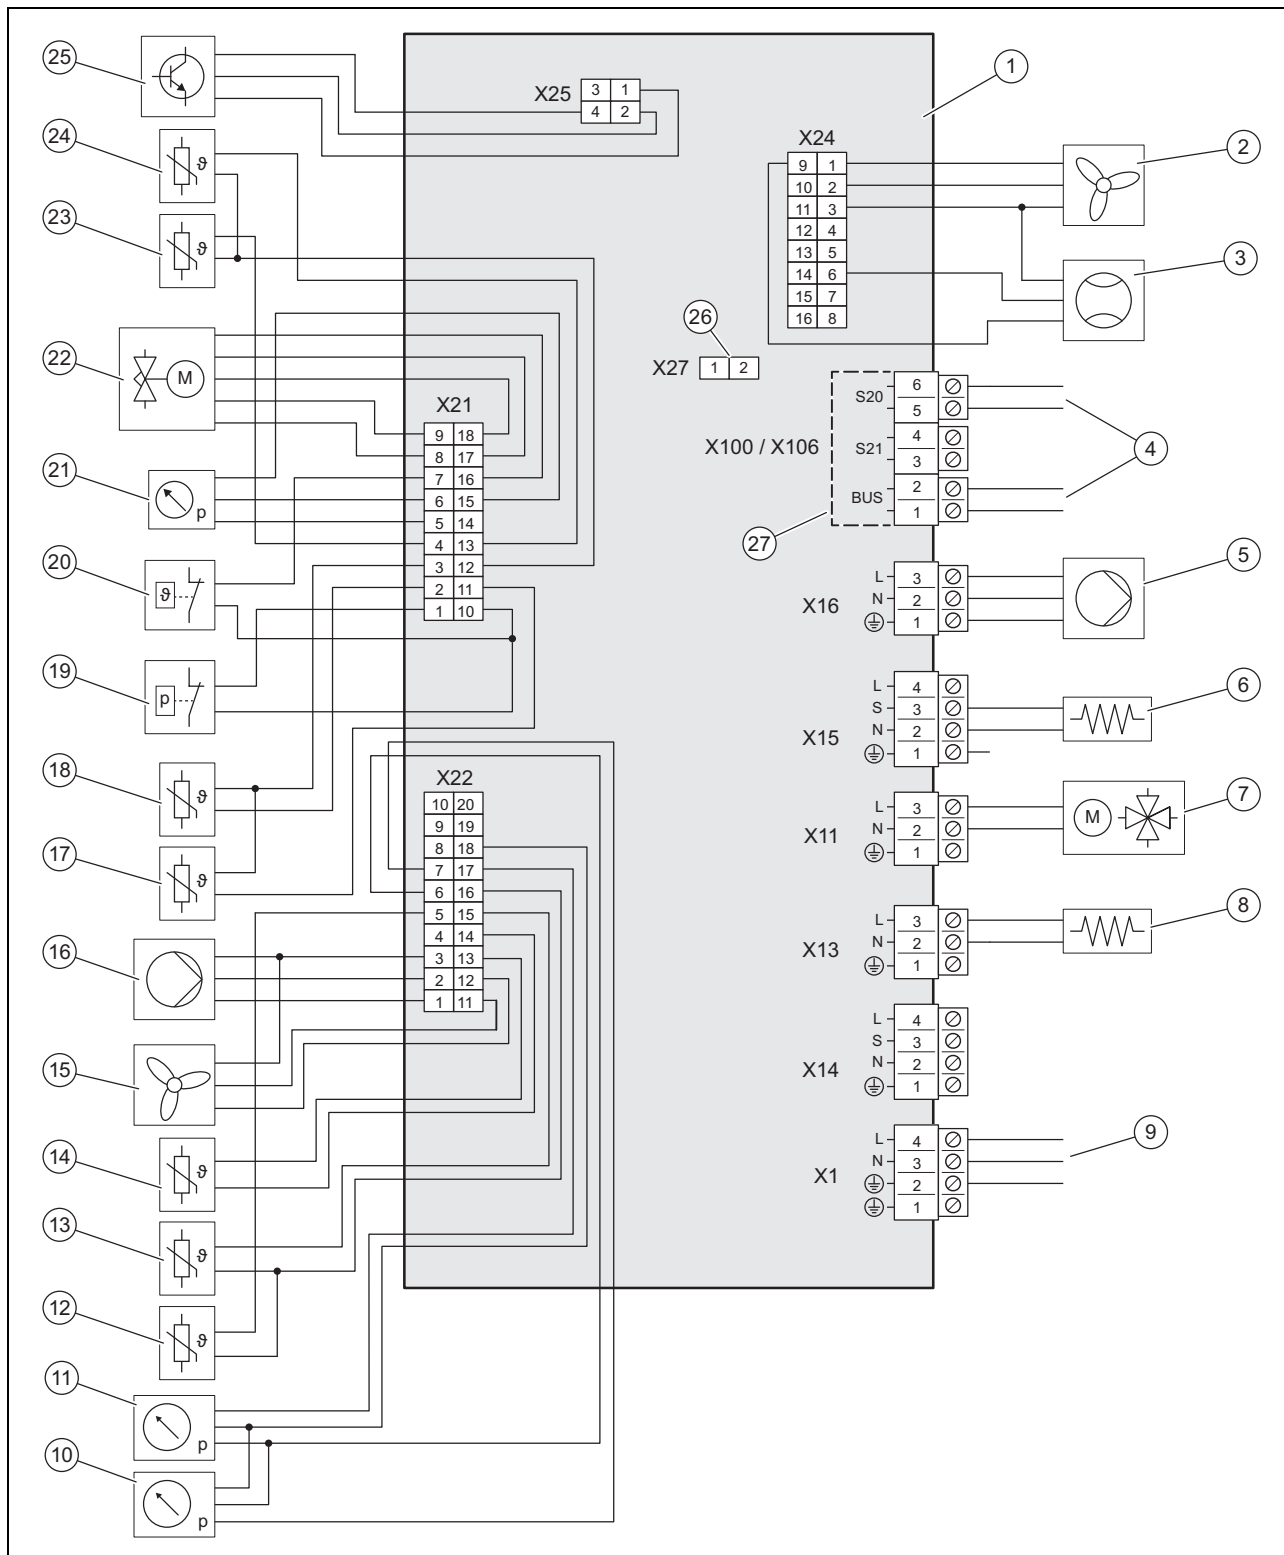 25
X25
3 1
4 2
1
24
ϑ
X24
9 1
10 2
11 3
12 4
13 5
14 6
15 7
16 8
2
23
ϑ
3
26
X27
1 2
22
M
X21
9 18
8 17
7 16
6 15
5 14
4 13
3 12
2 11
1 10
X100 / X106
S20
6
5
S21
4
3
BUS
2
1
4
21
p
27
20
ϑ
X16
L 3
N 2
1
5
19
p
X15
L 4
S 3
N 2
1
6
18
ϑ
X22
10 20
9 19
8 18
7 17
6 16
5 15
4 14
3 13
2 12
1 11
X11
L 3
N 2
1
M
7
17
ϑ
X13
L 3
N 2
1
8
16
X14
L 4
S 3
N 2
1
15
14
ϑ
X1
L 4
N 3
2
1
9
13
ϑ
12
ϑ
11
p
10
p